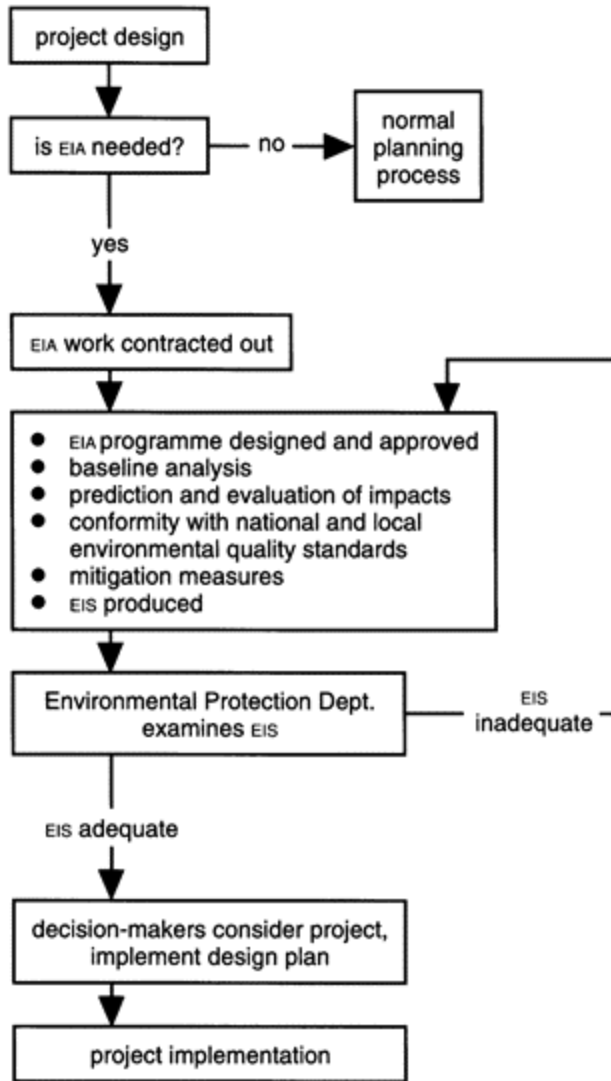 project design
is EIA needed?
no
normal
planning
process
yes
EIA work contracted out
● EIA programme designed and approved
● baseline analysis
● prediction and evaluation of impacts
● conformity with national and local
environmental quality standards
● mitigation measures
● EIS produced
Environmental Protection Dept.
examines EIS
EIS
inadequate
EIS adequate
decision-makers consider project,
implement design plan
project implementation